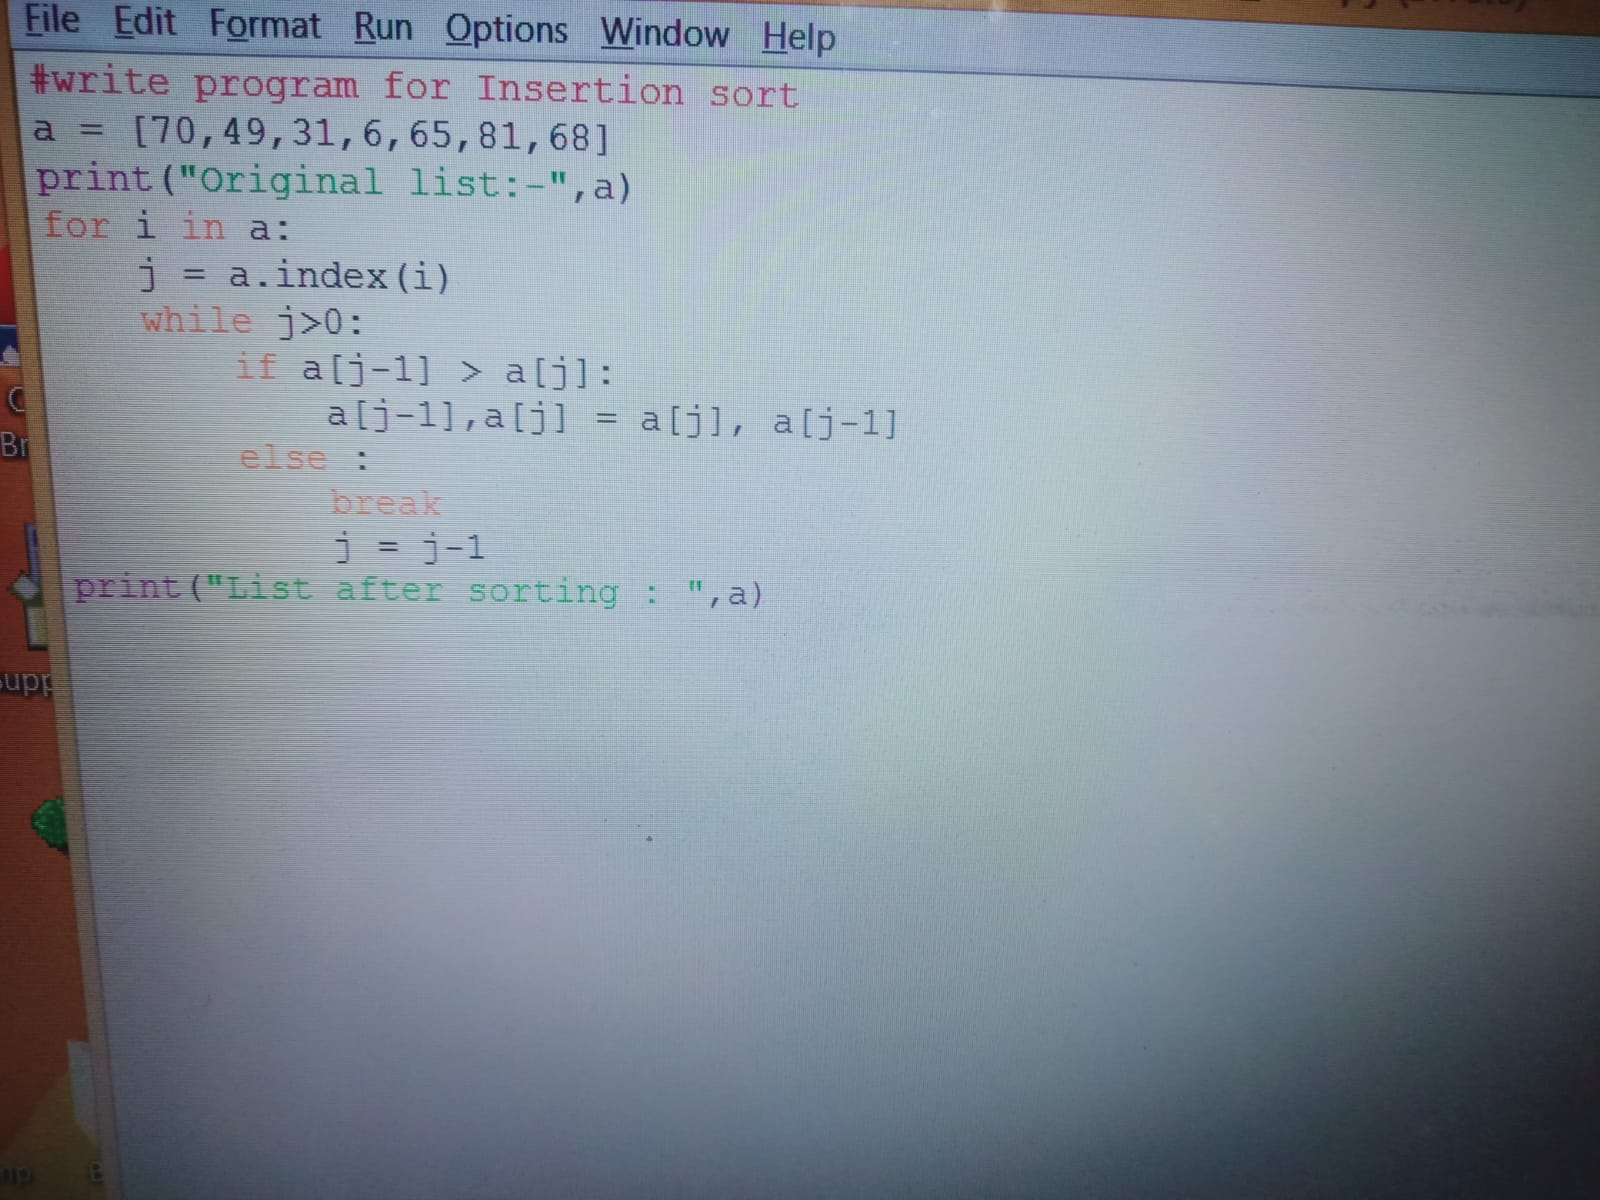 File Edit Format Run Options Window Help
#write program for Insertion sort
a = [70,49,31,6,65,81,68]
print("Original list:-",a)
for i in a:
    j = a.index(i)
    while j>0:
        if a[j-1] > a[j]:
            a[j-1],a[j] = a[j], a[j-1]
        else :
            break
            j = j-1
print("List after sorting : ",a)
Br
upp